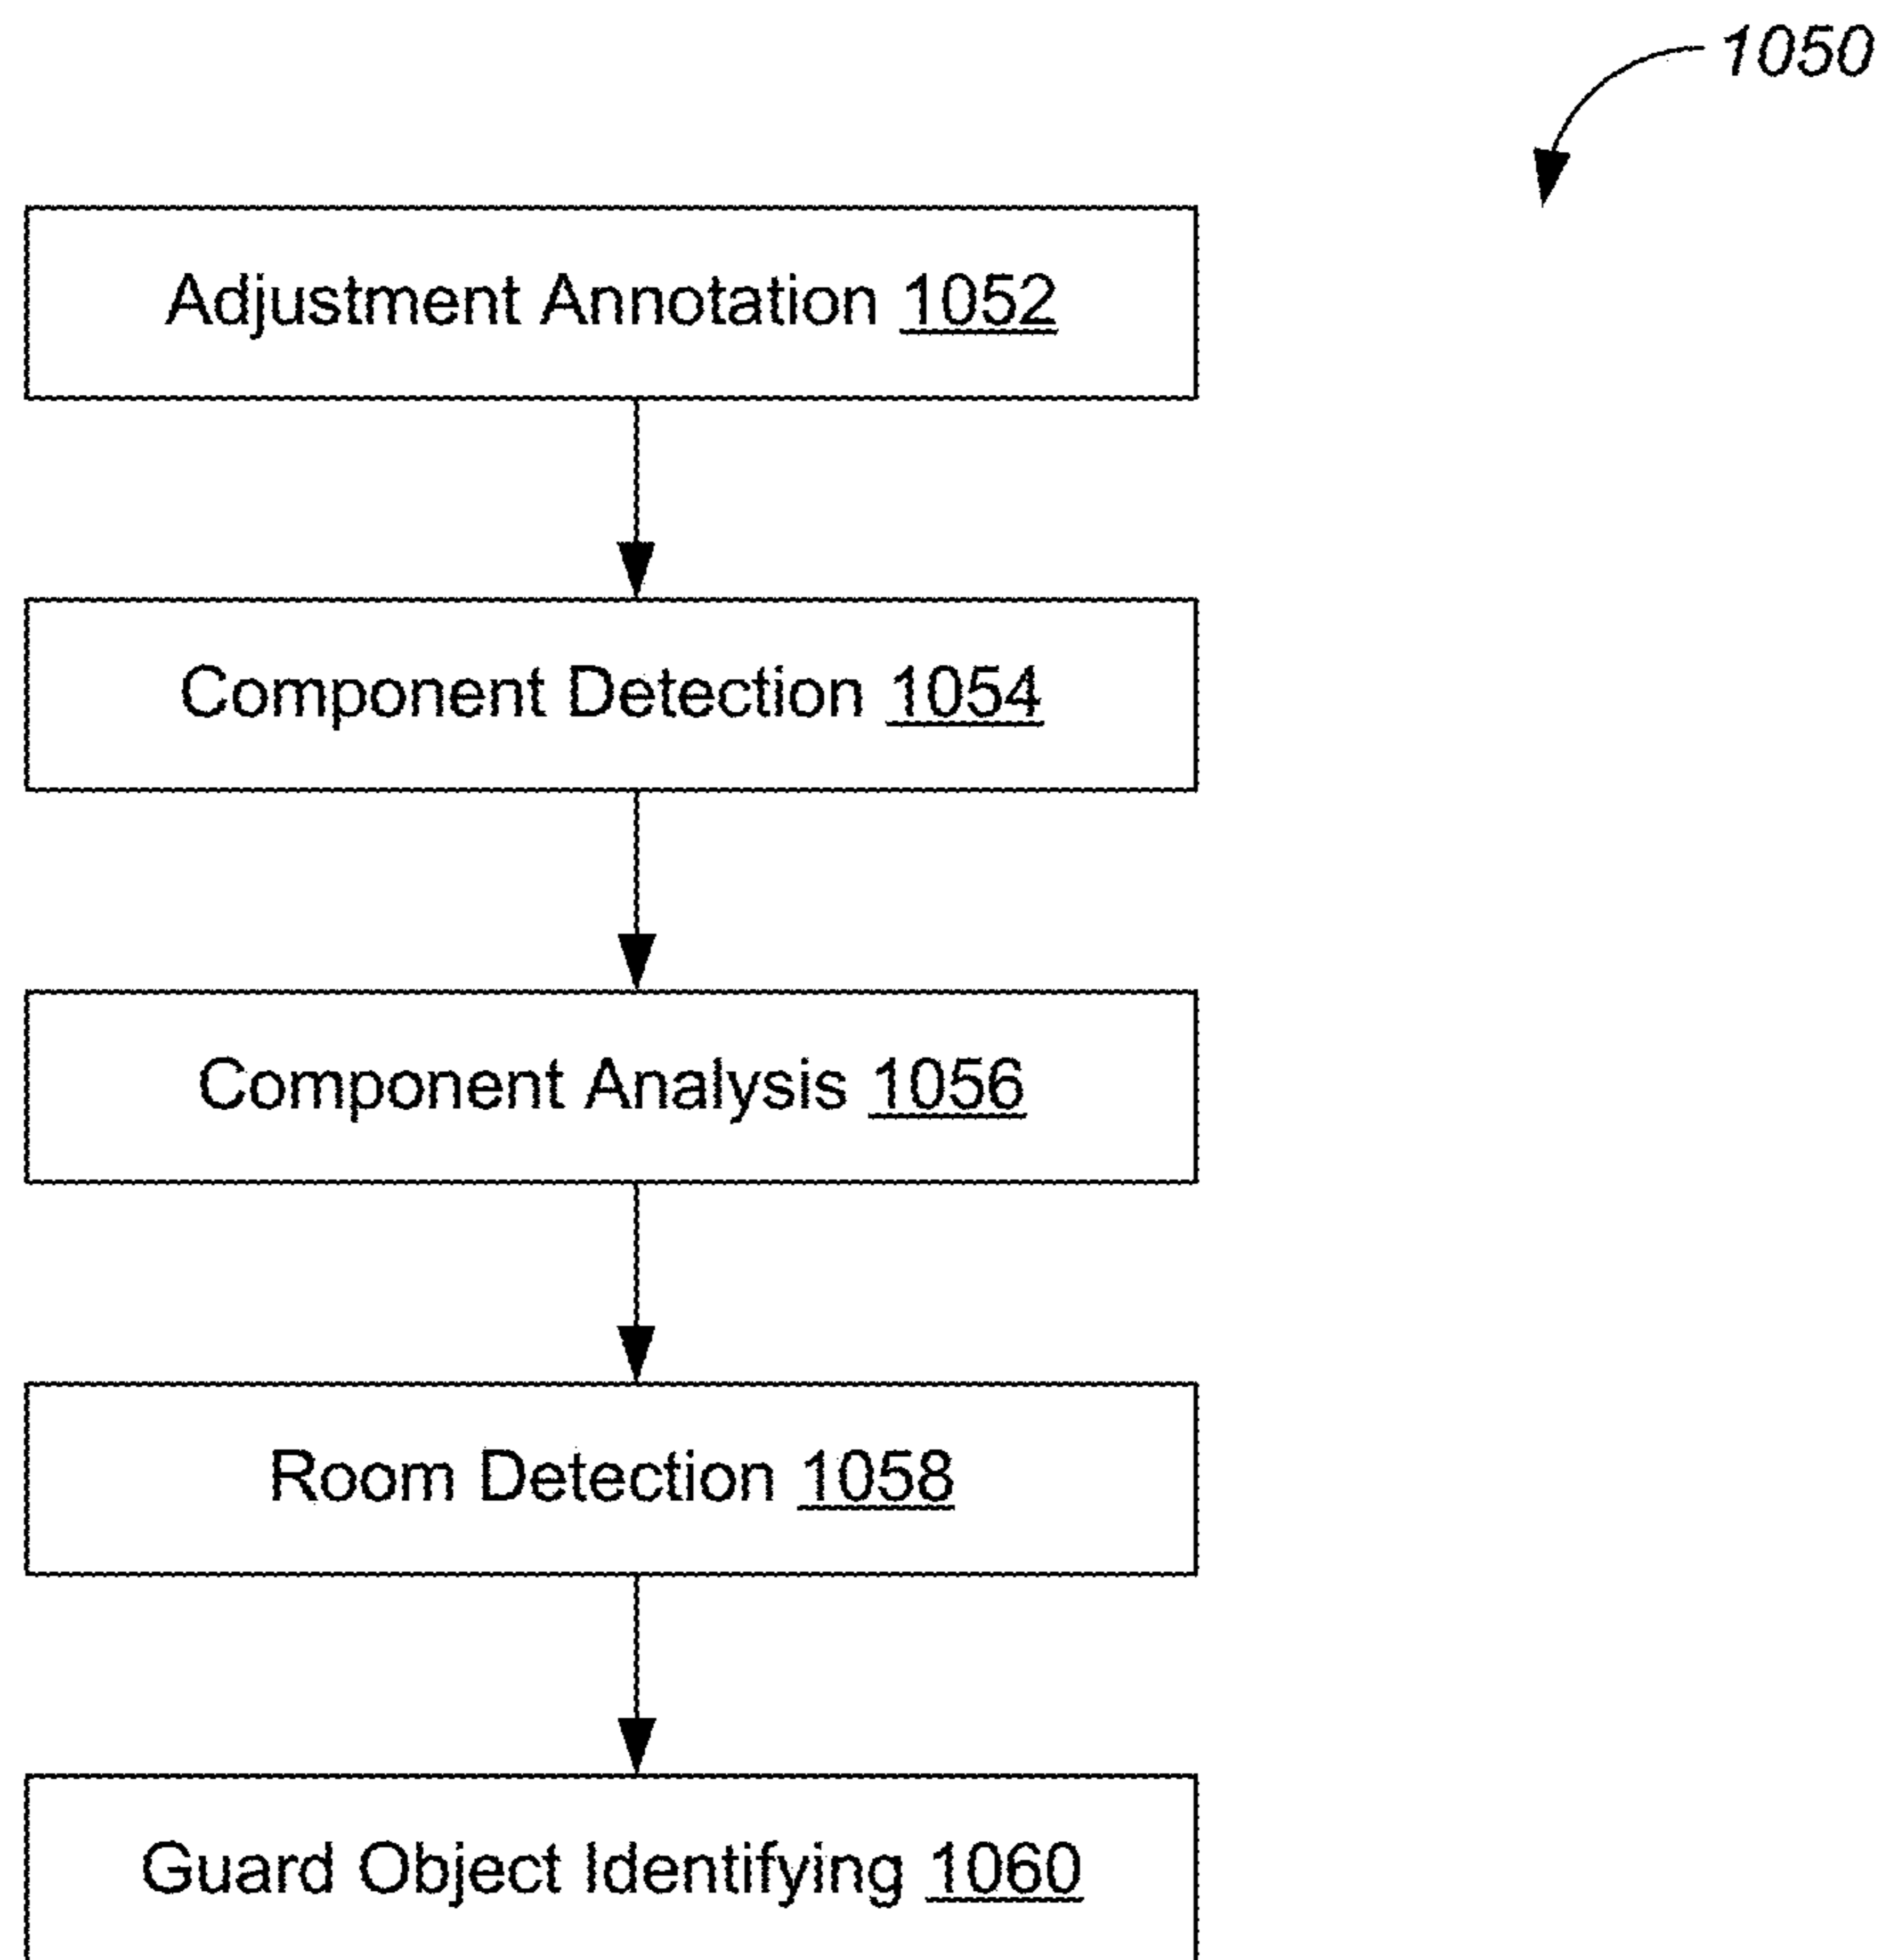 1050
Adjustment Annotation 1052
Component Detection 1054
Component Analysis 1056
Room Detection 1058
Guard Object Identifying 1060